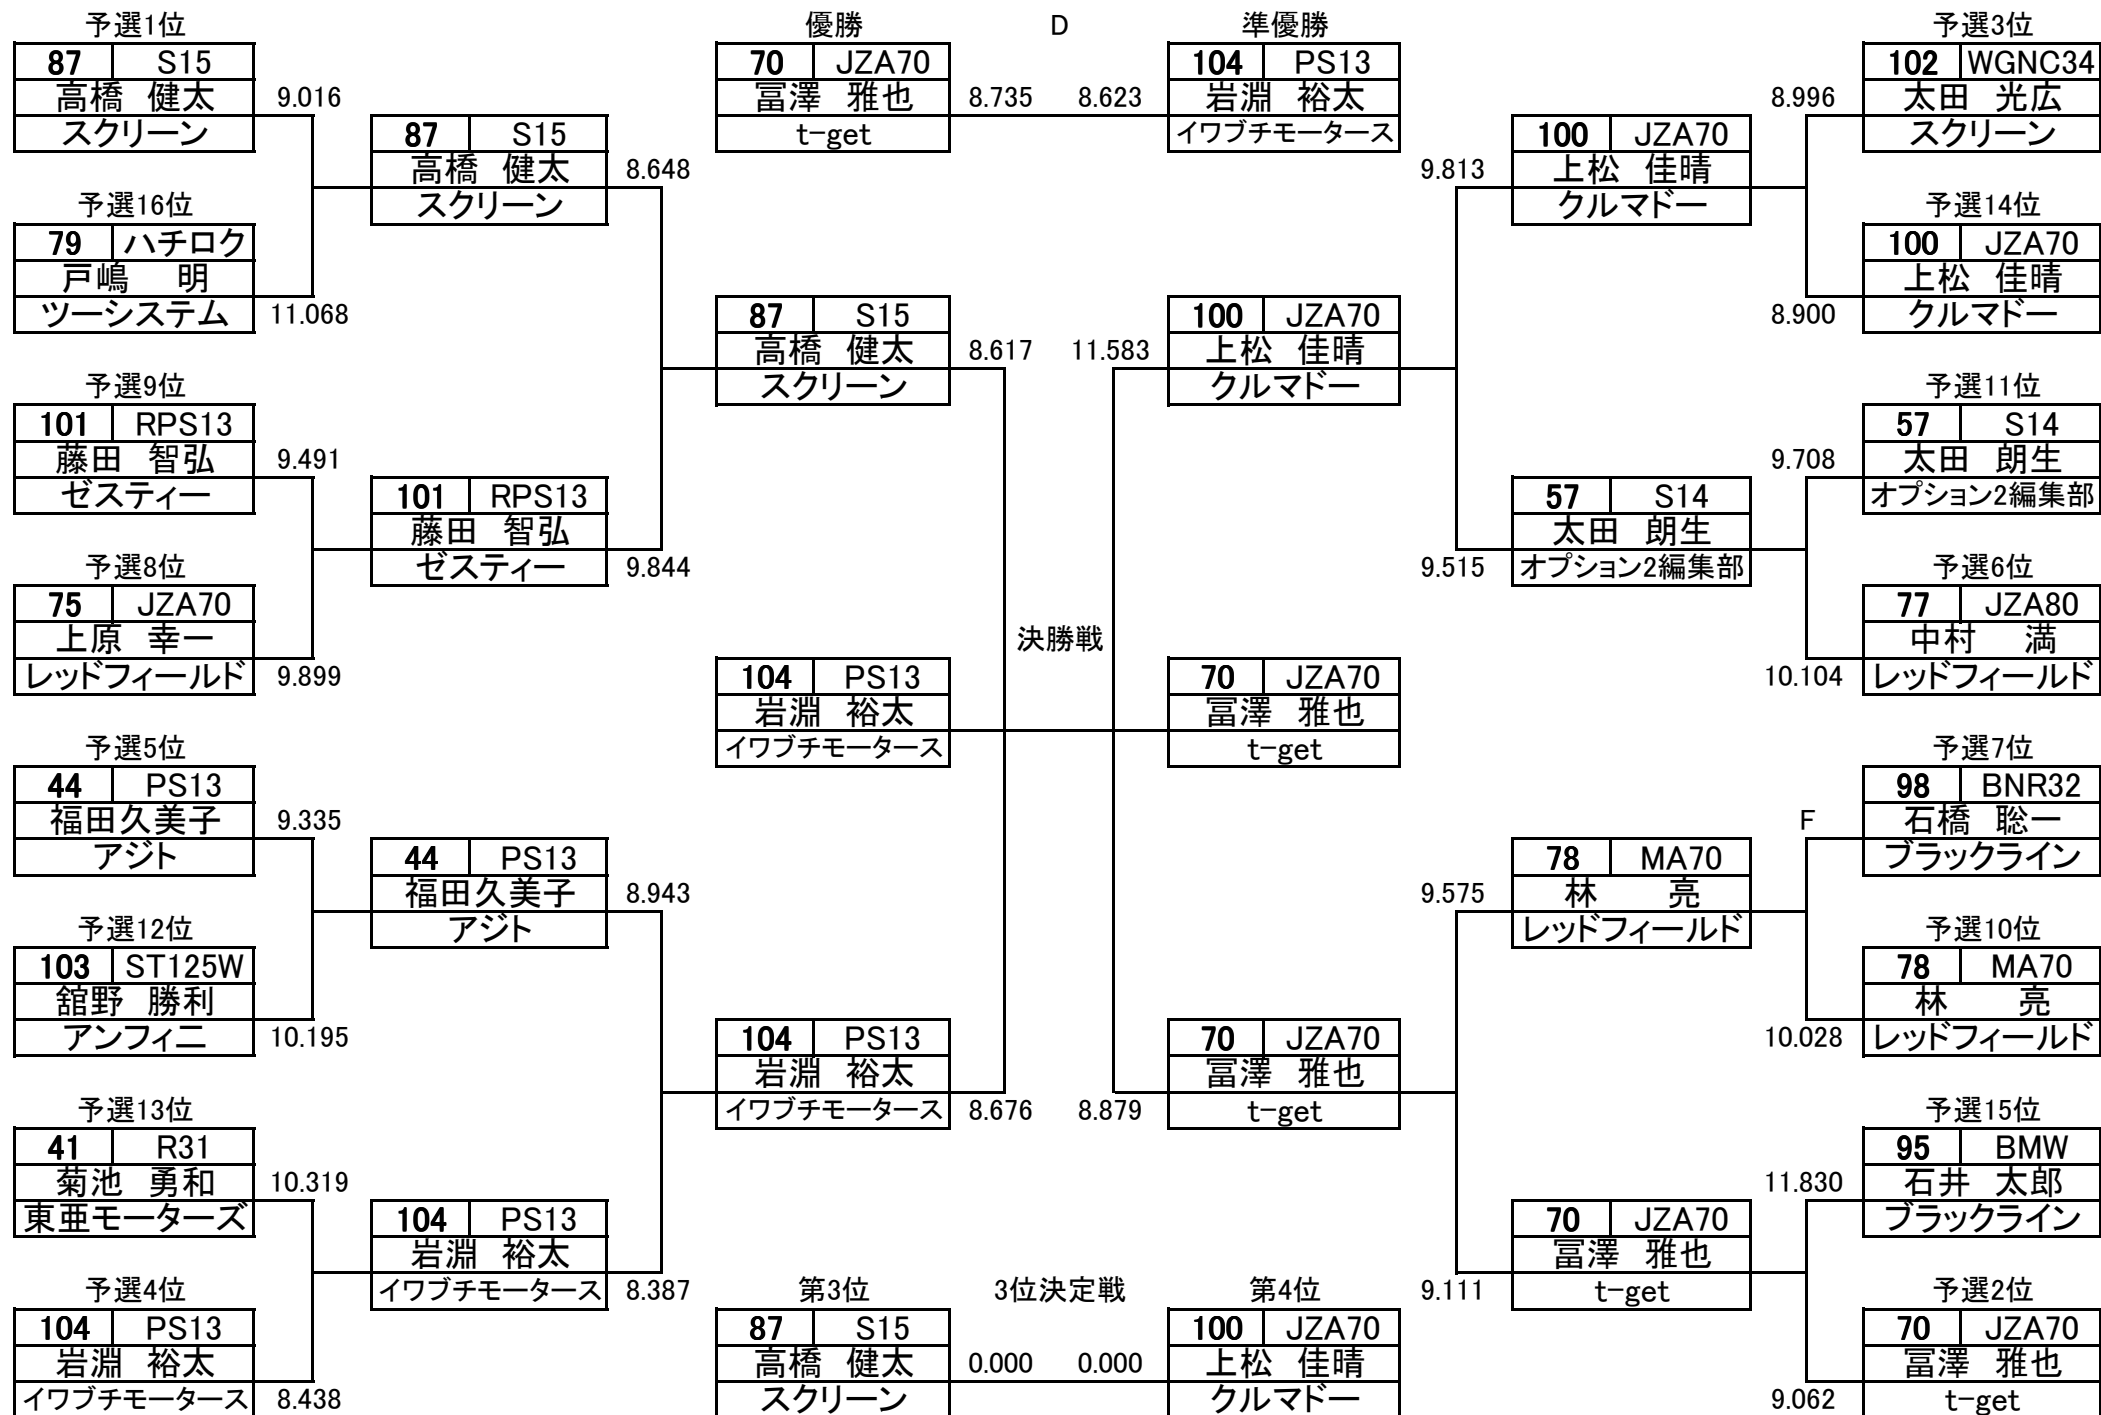 予選1位 優勝 D 準優勝 予選3位
87 S15 70 JZA70 104 PS13 102 WGNC34
高橋 健太 9.016 冨澤 雅也 8.735 8.623 岩淵 裕太 8.996 太田 光広
スクリーン 87 S15 t-get イワブチモータース 100 JZA70 スクリーン
高橋 健太 8.648 9.813 上松 佳晴
予選16位 スクリーン クルマドー 予選14位
79 ハチロク 100 JZA70
戸嶋 明 上松 佳晴
ツーシステム 11.068 87 S15 100 JZA70 8.900 クルマドー
高橋 健太 8.617 11.583 上松 佳晴
予選9位 スクリーン クルマドー 予選11位
101 RPS13 57 S14
藤田 智弘 9.491 9.708 太田 朗生
ゼスティー 101 RPS13 57 S14 オプション2編集部
藤田 智弘 太田 朗生
予選8位 ゼスティー 9.844 9.515 オプション2編集部 予選6位
75 JZA70 77 JZA80
上原 幸一 決勝戦 中村 満
レッドフィールド 9.899 104 PS13 70 JZA70 10.104 レッドフィールド
岩淵 裕太 冨澤 雅也
予選5位 イワブチモータース t-get 予選7位
44 PS13 98 BNR32
福田久美子 9.335 F 石橋 聡一
アジト 44 PS13 78 MA70 ブラックライン
福田久美子 8.943 9.575 林 亮
予選12位 アジト レッドフィールド 予選10位
103 ST125W 78 MA70
舘野 勝利 林 亮
アンフィニ 10.195 104 PS13 70 JZA70 10.028 レッドフィールド
岩淵 裕太 冨澤 雅也
予選13位 イワブチモータース 8.676 8.879 t-get 予選15位
41 R31 95 BMW
菊池 勇和 10.319 11.830 石井 太郎
東亜モーターズ 104 PS13 70 JZA70 ブラックライン
岩淵 裕太 冨澤 雅也
予選4位 イワブチモータース 8.387 第3位 3位決定戦 第4位 9.111 t-get 予選2位
104 PS13 87 S15 100 JZA70 70 JZA70
岩淵 裕太 高橋 健太 0.000 0.000 上松 佳晴 冨澤 雅也
イワブチモータース 8.438 スクリーン クルマドー 9.062 t-get